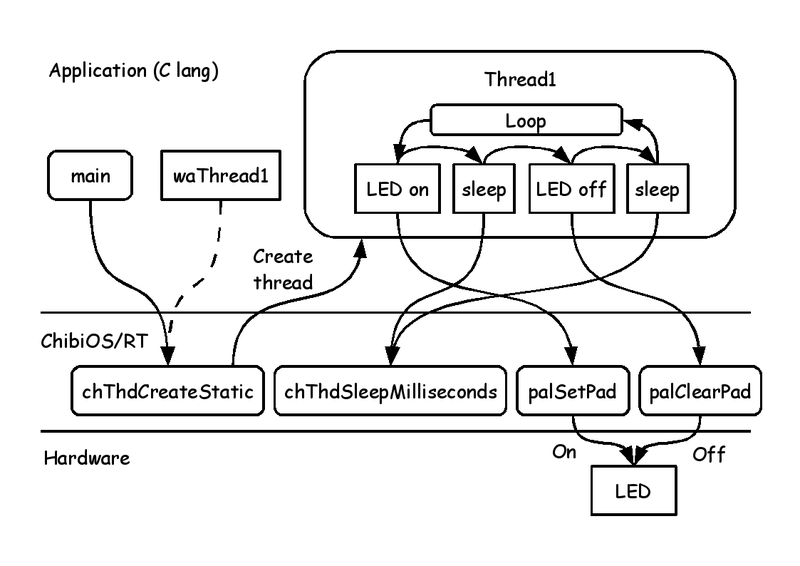 Application (C lang)
Thread1
Loop
main
waThread1
LED on
sleep
LED off
sleep
Create
thread
ChibiOS/RT
chThdCreateStatic
chThdSleepMilliseconds
palSetPad
palClearPad
Hardware
On
Off
LED